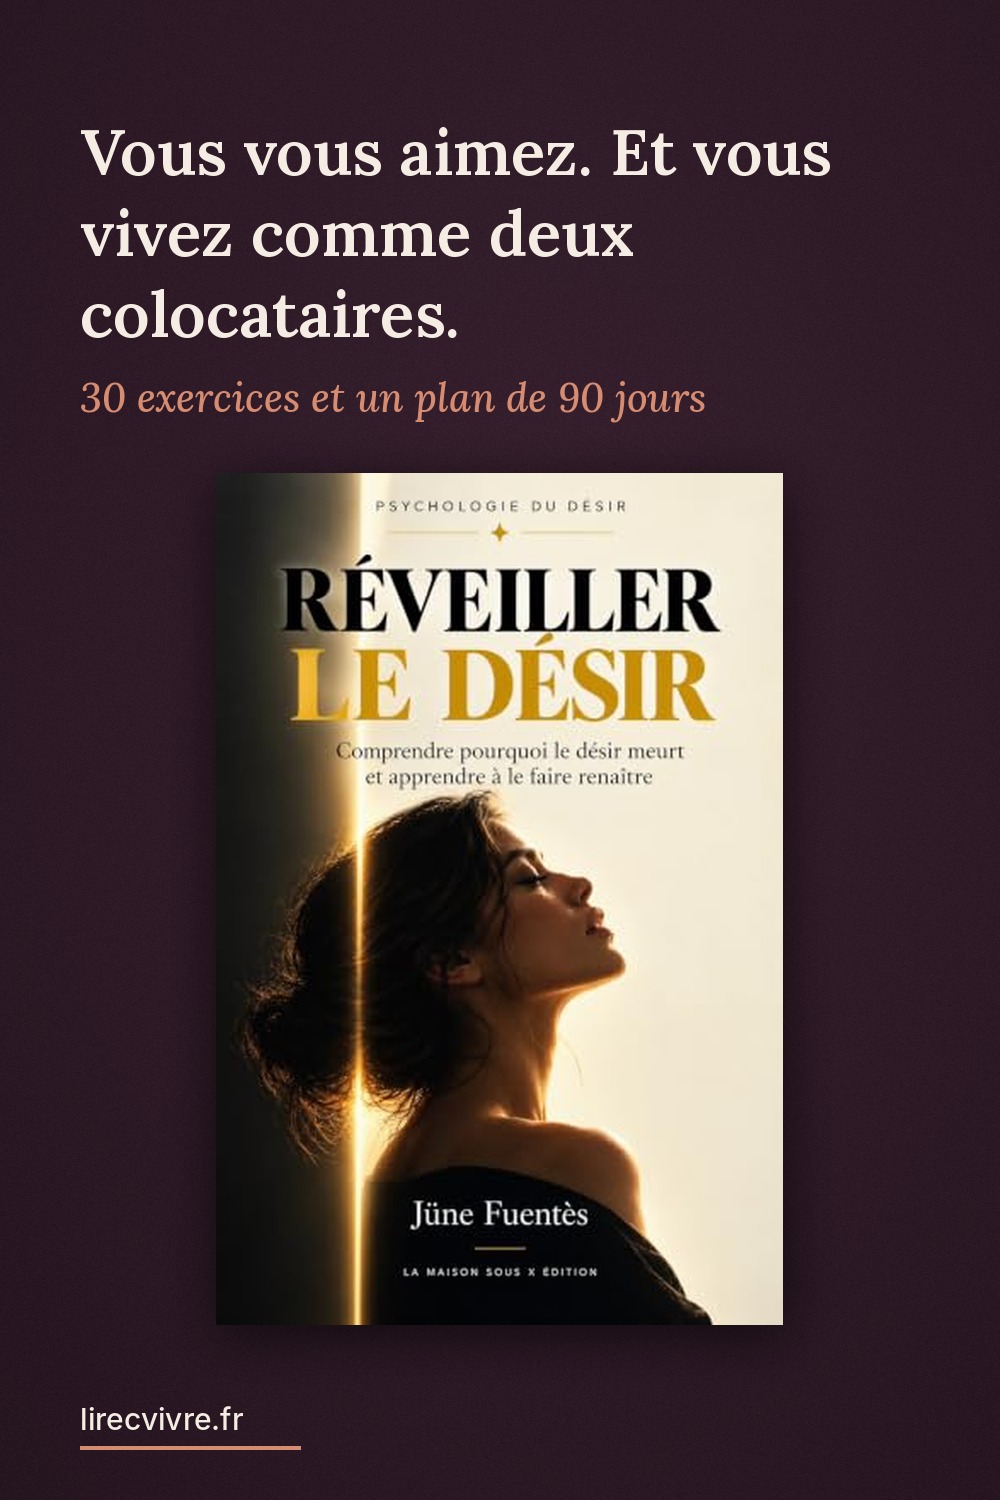 Vous vous aimez. Et vous
vivez comme deux
colocataires.
30 exercices et un plan de 90 jours
PSYCHOLOGIE DU DÉSIR
RÉVEILLER
LE DÉSIR
Comprendre pourquoi le désir meurt
et apprendre à le faire renaître
Jüne Fuentès
LA MAISON SOUS X ÉDITION
lirecvivre.fr